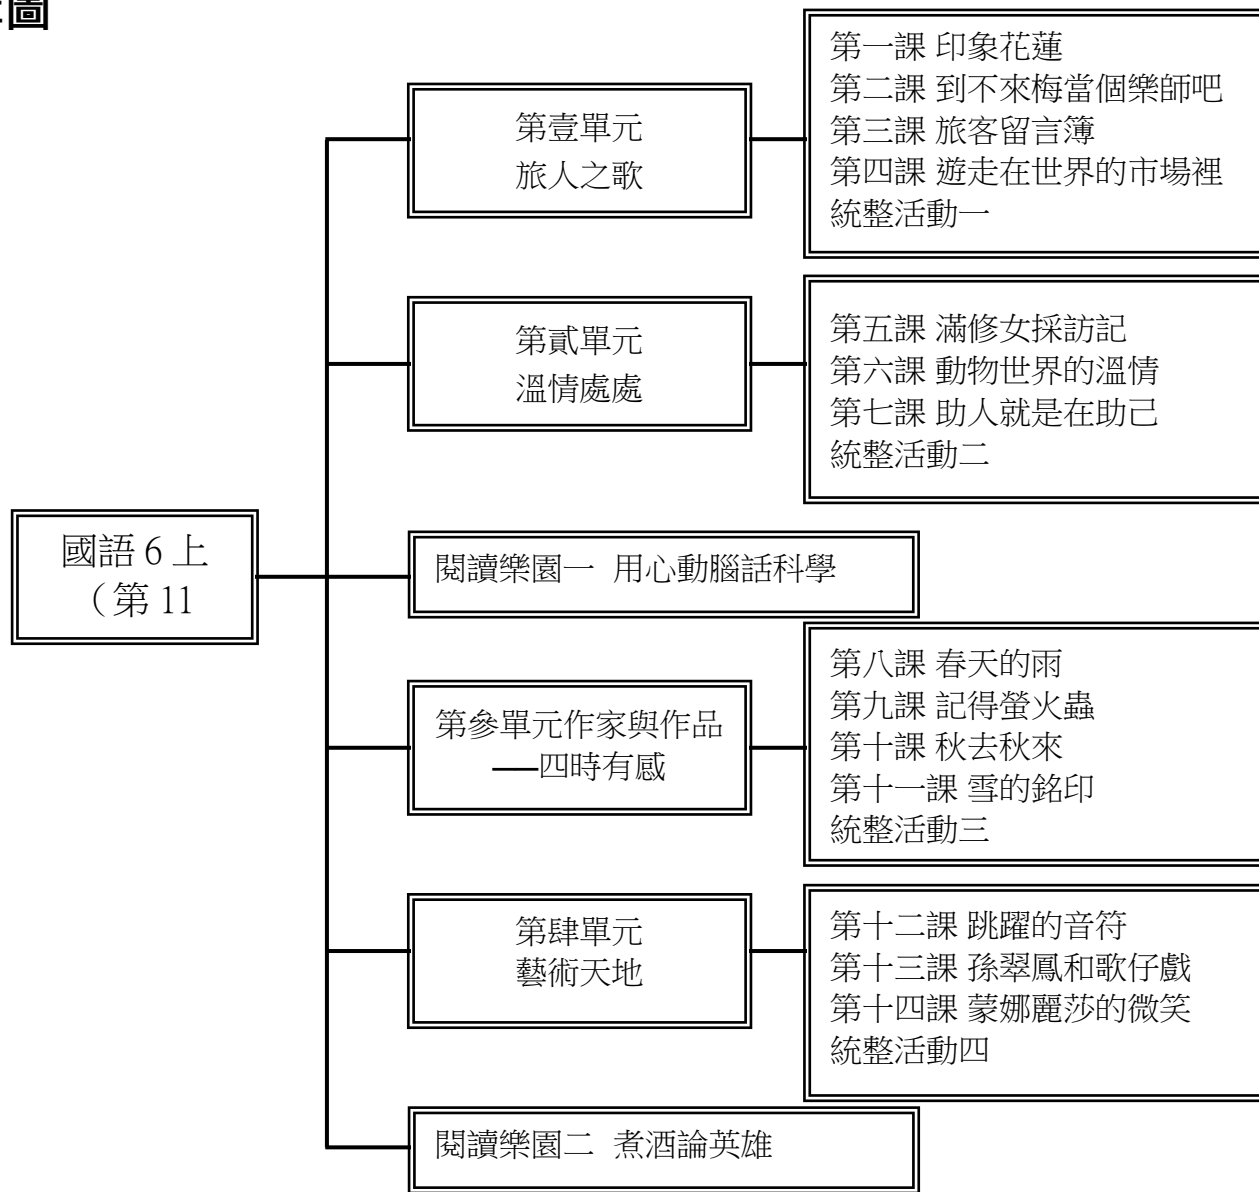 圖
第一課 印象花蓮
第二課 到不來梅當個樂師吧
第三課 旅客留言簿
第四課 遊走在世界的市場裡
統整活動一
第壹單元
旅人之歌
第五課 滿修女採訪記
第六課 動物世界的溫情
第七課 助人就是在助己
統整活動二
第貳單元
溫情處處
國語 6 上
（第 11
閱讀樂園一 用心動腦話科學
第八課 春天的雨
第九課 記得螢火蟲
第十課 秋去秋來
第十一課 雪的銘印
統整活動三
第參單元作家與作品
──四時有感
第十二課 跳躍的音符
第十三課 孫翠鳳和歌仔戲
第十四課 蒙娜麗莎的微笑
統整活動四
第肆單元
藝術天地
閱讀樂園二 煮酒論英雄